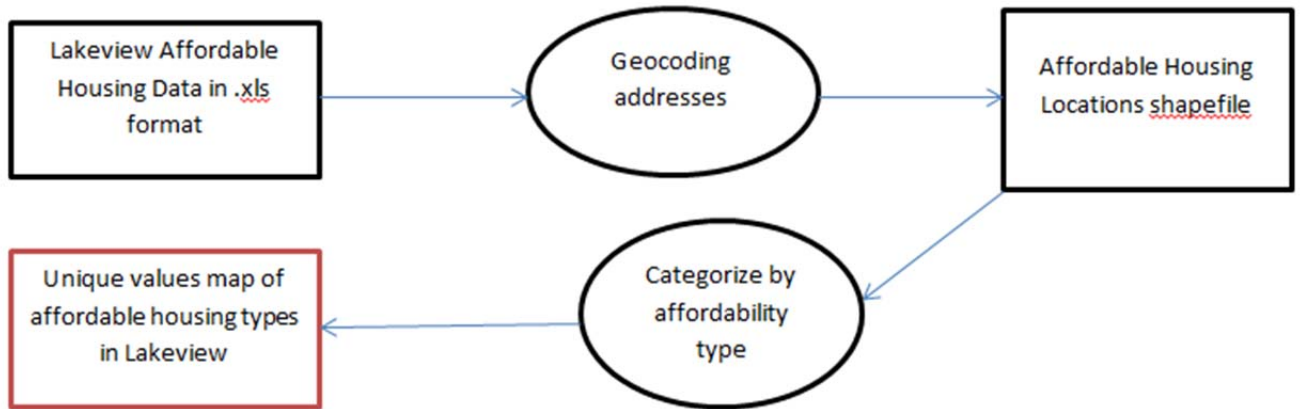 Lakeview Affordable
Housing Data in .xls
format
Geocoding
addresses
Affordable Housing
Locations shapefile
Categorize by
affordability
type
Unique values map of
affordable housing types
in Lakeview